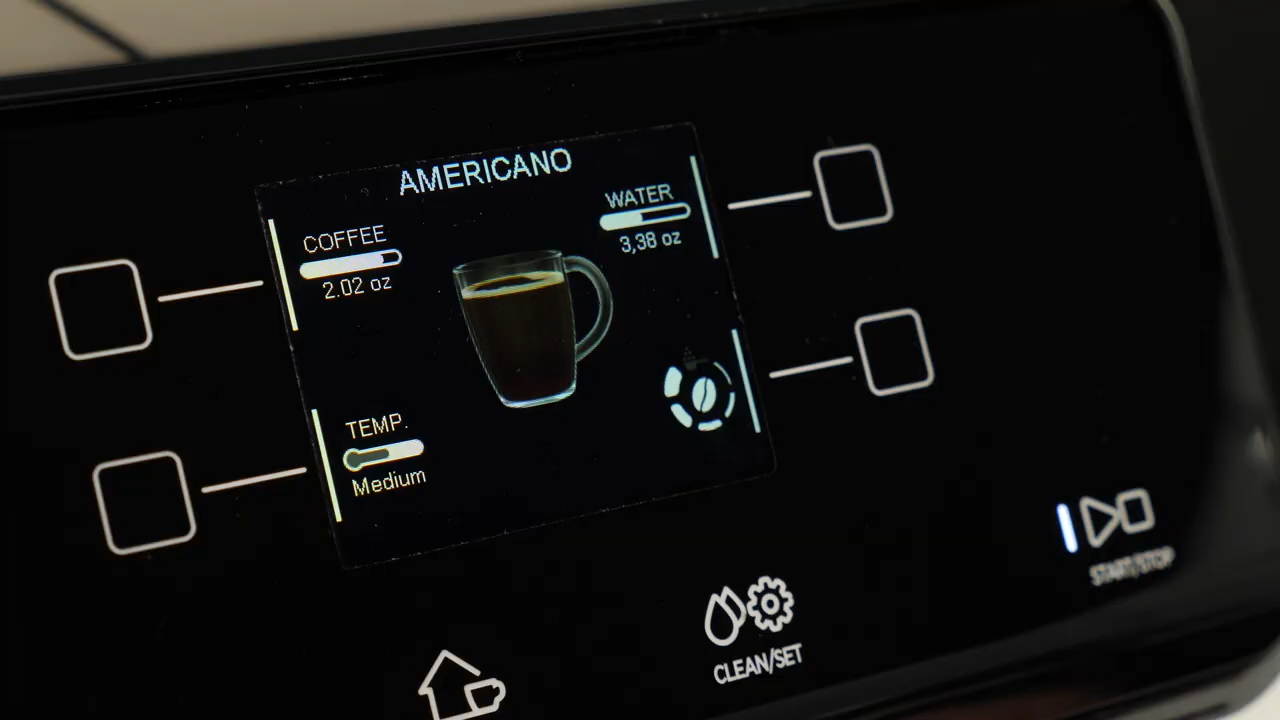 AMERICANO
COFFEE
2.02 oz
WATER
3,38 oz
TEMP.
Medium
START/STOP
CLEAN/SET